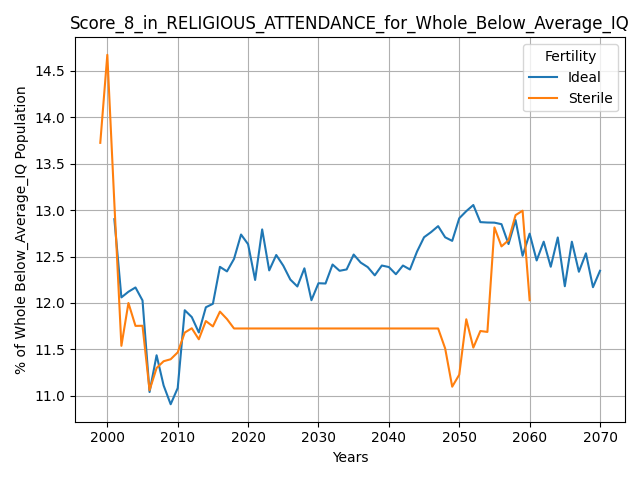 Score_8_in_RELIGIOUS_ATTENDANCE_for_Whole_Below_Average_IQ
% of Whole Below_Average_IQ Population
14.5
14.0
13.5
13.0
12.5
12.0
11.5
11.0
Fertility
Ideal
Sterile
2000 2010 2020 2030 2040 2050 2060 2070
Years